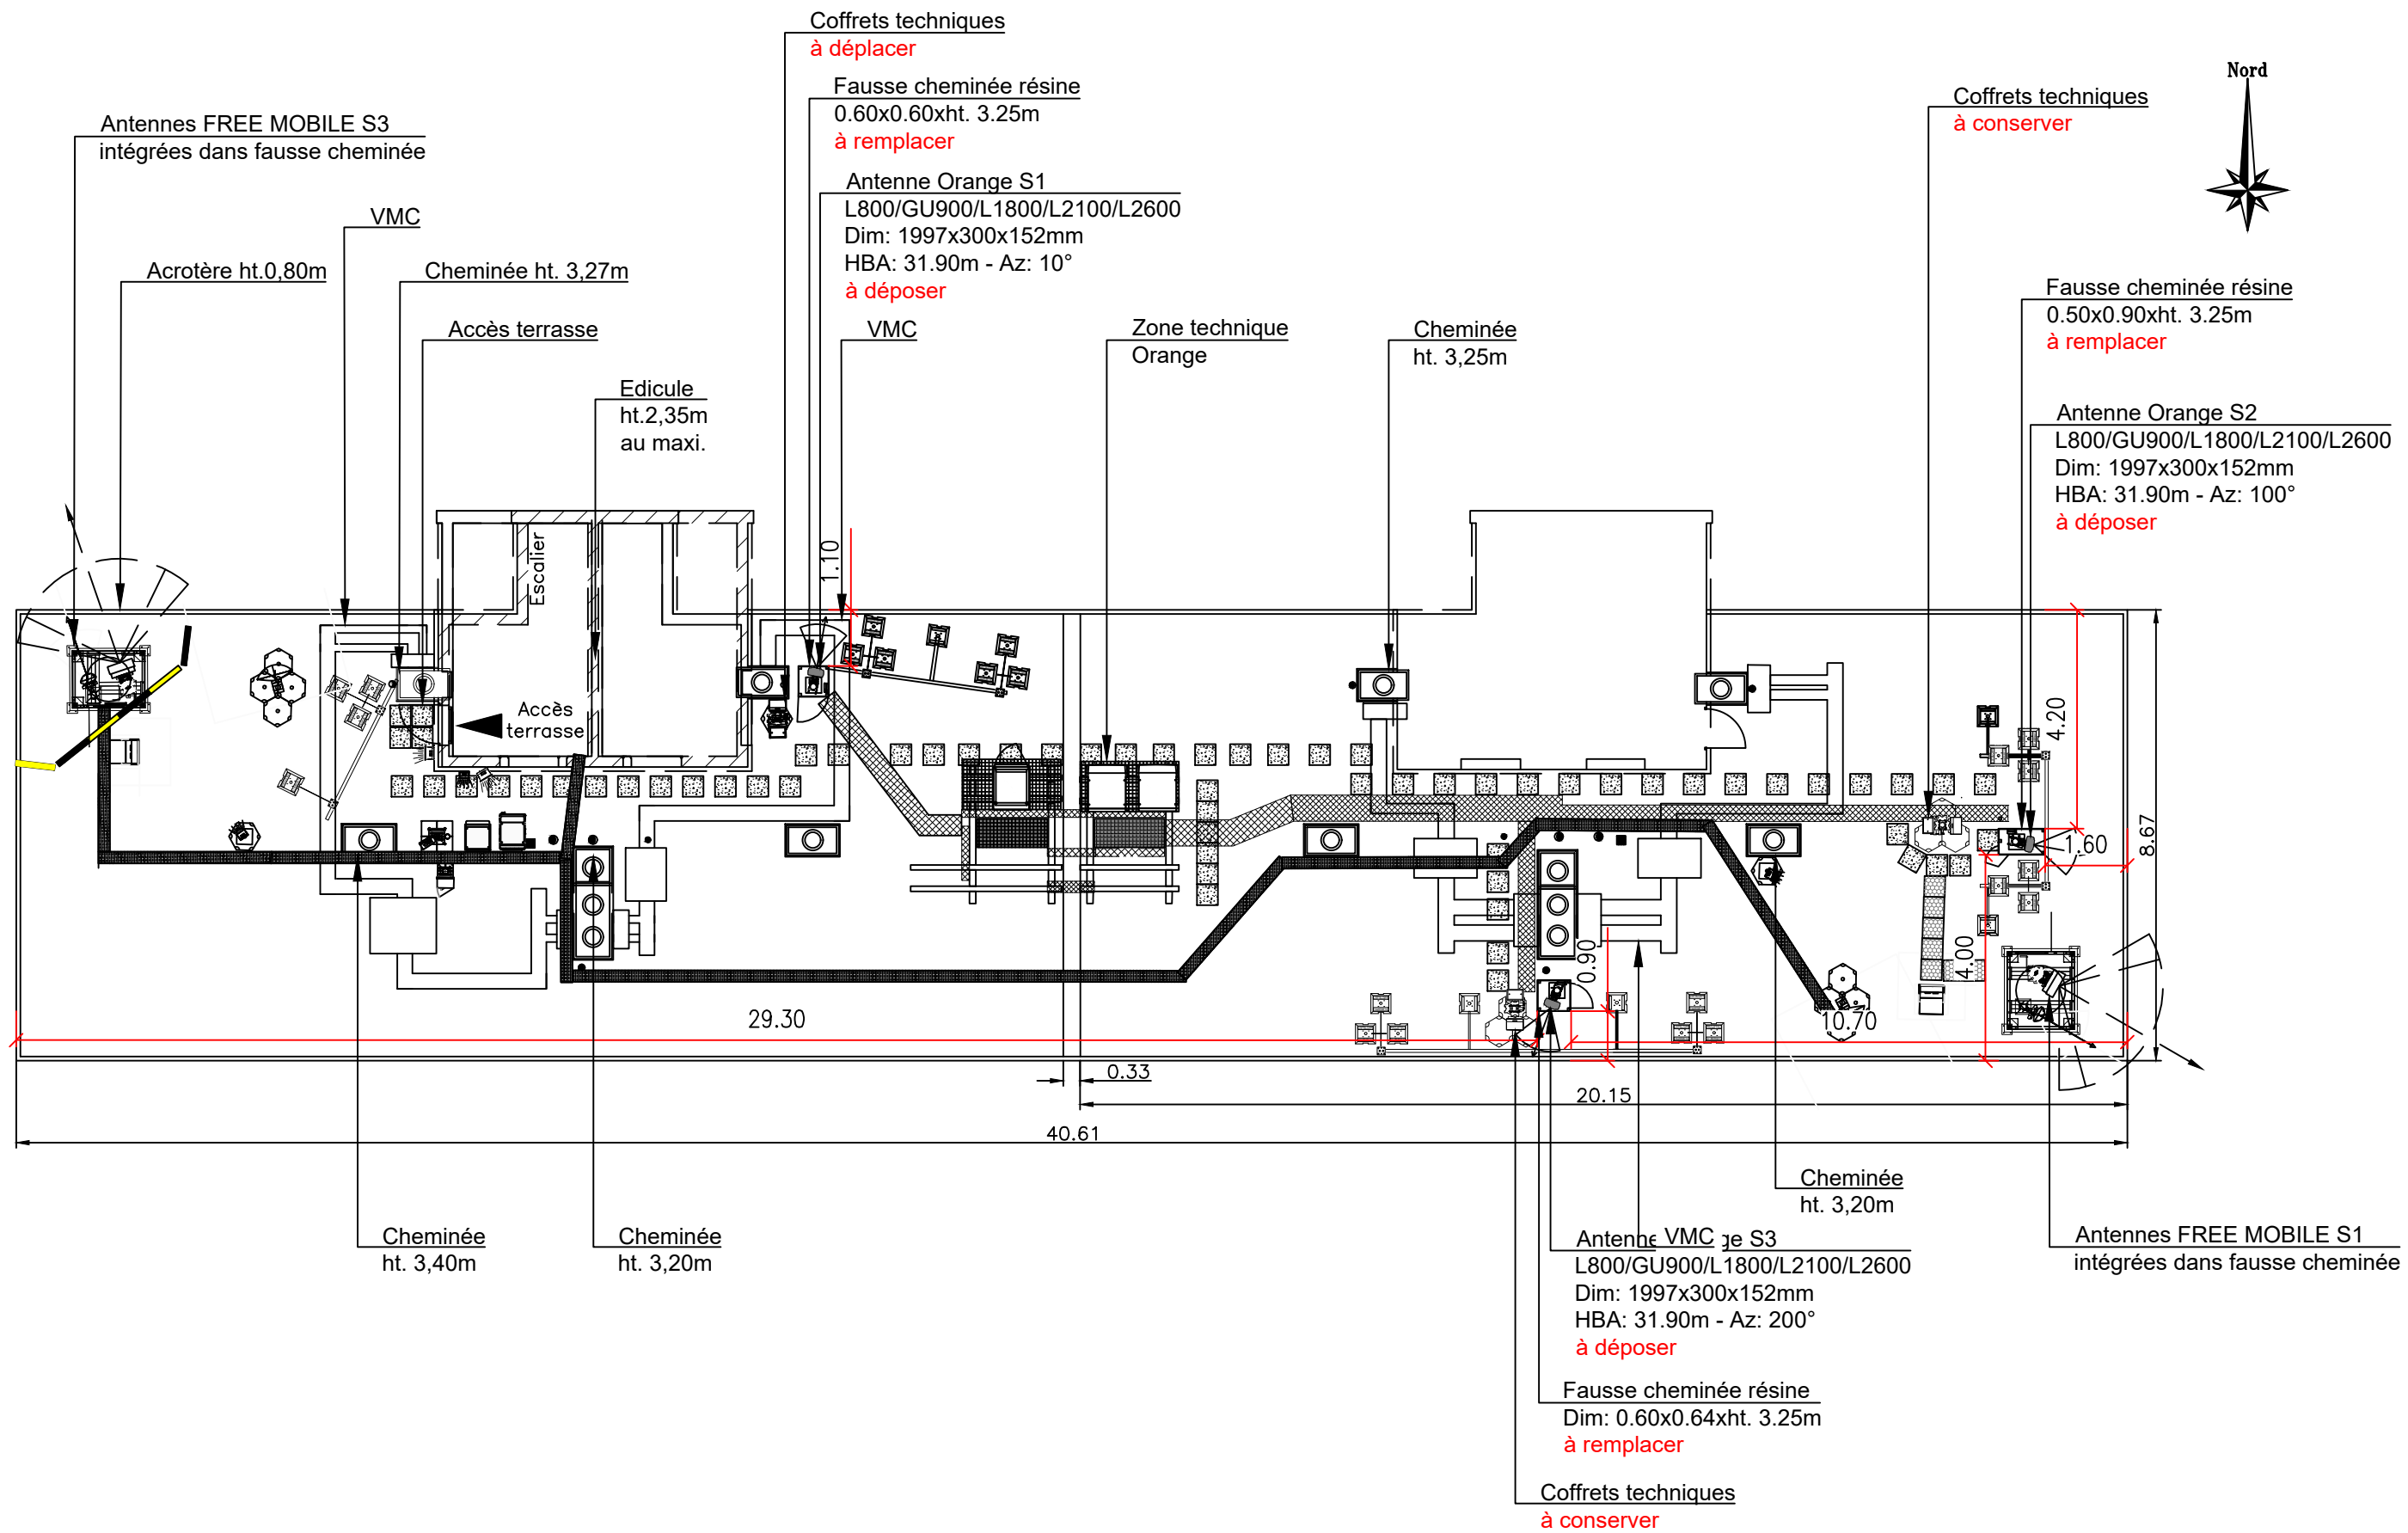 Coffrets techniques
à déplacer
Fausse cheminée résine
0.60x0.60xht. 3.25m
à remplacer
Antenne Orange S1
L800/GU900/L1800/L2100/L2600
Dim: 1997x300x152mm
HBA: 31.90m - Az: 10°
à déposer
Nord
Coffrets techniques
à conserver
Antennes FREE MOBILE S3
intégrées dans fausse cheminée
VMC
Acrotère ht.0,80m
Cheminée ht. 3,27m
Accès terrasse
Edicule
ht.2,35m
au maxi.
VMC
Zone technique
Orange
Cheminée
ht. 3,25m
Fausse cheminée résine
0.50x0.90xht. 3.25m
à remplacer
Antenne Orange S2
L800/GU900/L1800/L2100/L2600
Dim: 1997x300x152mm
HBA: 31.90m - Az: 100°
à déposer
Escalier
1.10
Accès
terrasse
4.20
1.60
8.67
4.00
0.90
10.70
29.30
0.33
20.15
40.61
Cheminée
ht. 3,40m
Cheminée
ht. 3,20m
Cheminée
ht. 3,20m
VMC
Antenne ge S3
L800/GU900/L1800/L2100/L2600
Dim: 1997x300x152mm
HBA: 31.90m - Az: 200°
à déposer
Antennes FREE MOBILE S1
intégrées dans fausse cheminée
Fausse cheminée résine
Dim: 0.60x0.64xht. 3.25m
à remplacer
Coffrets techniques
à conserver